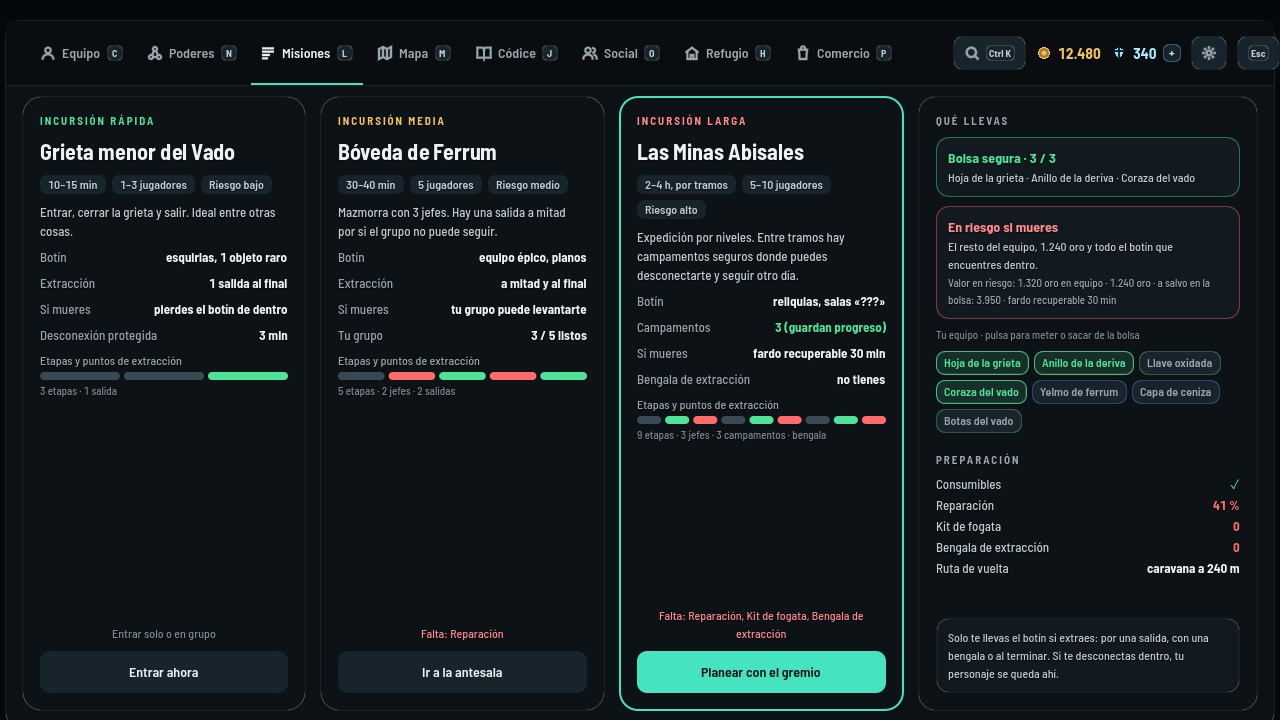 Equipo C Poderes N Misiones L Mapa M Códice J Social O Refugio H Comercio P Ctrl K 12.480 340 + Esc
INCURSIÓN RÁPIDA
Grieta menor del Vado
10–15 min 1–3 jugadores Riesgo bajo
Entrar, cerrar la grieta y salir. Ideal entre otras
cosas.
Botín esquirlas, 1 objeto raro
Extracción 1 salida al final
Si mueres pierdes el botín de dentro
Desconexión protegida 3 min
Etapas y puntos de extracción
3 etapas · 1 salida
Entrar solo o en grupo
Entrar ahora
INCURSIÓN MEDIA
Bóveda de Ferrum
30–40 min 5 jugadores Riesgo medio
Mazmorra con 3 jefes. Hay una salida a mitad
por si el grupo no puede seguir.
Botín equipo épico, planos
Extracción a mitad y al final
Si mueres tu grupo puede levantarte
Tu grupo 3 / 5 listos
Etapas y puntos de extracción
5 etapas · 2 jefes · 2 salidas
Falta: Reparación
Ir a la antesala
INCURSIÓN LARGA
Las Minas Abisales
2–4 h, por tramos 5–10 jugadores
Riesgo alto
Expedición por niveles. Entre tramos hay
campamentos seguros donde puedes
desconectarte y seguir otro día.
Botín reliquias, salas «???»
Campamentos 3 (guardan progreso)
Si mueres fardo recuperable 30 min
Bengala de extracción no tienes
Etapas y puntos de extracción
9 etapas · 3 jefes · 3 campamentos · bengala
Falta: Reparación, Kit de fogata, Bengala de
extracción
Planear con el gremio
QUÉ LLEVAS
Bolsa segura · 3 / 3
Hoja de la grieta · Anillo de la deriva · Coraza del vado
En riesgo si mueres
El resto del equipo, 1.240 oro y todo el botín que
encuentres dentro.
Valor en riesgo: 1.320 oro en equipo · 1.240 oro · a salvo en la
bolsa: 3.950 · fardo recuperable 30 min
Tu equipo · pulsa para meter o sacar de la bolsa
Hoja de la grieta Anillo de la deriva Llave oxidada
Coraza del vado Yelmo de ferrum Capa de ceniza
Botas del vado
PREPARACIÓN
Consumibles ✓
Reparación 41 %
Kit de fogata 0
Bengala de extracción 0
Ruta de vuelta caravana a 240 m
Solo te llevas el botín si extraes: por una salida, con una
bengala o al terminar. Si te desconectas dentro, tu
personaje se queda ahí.